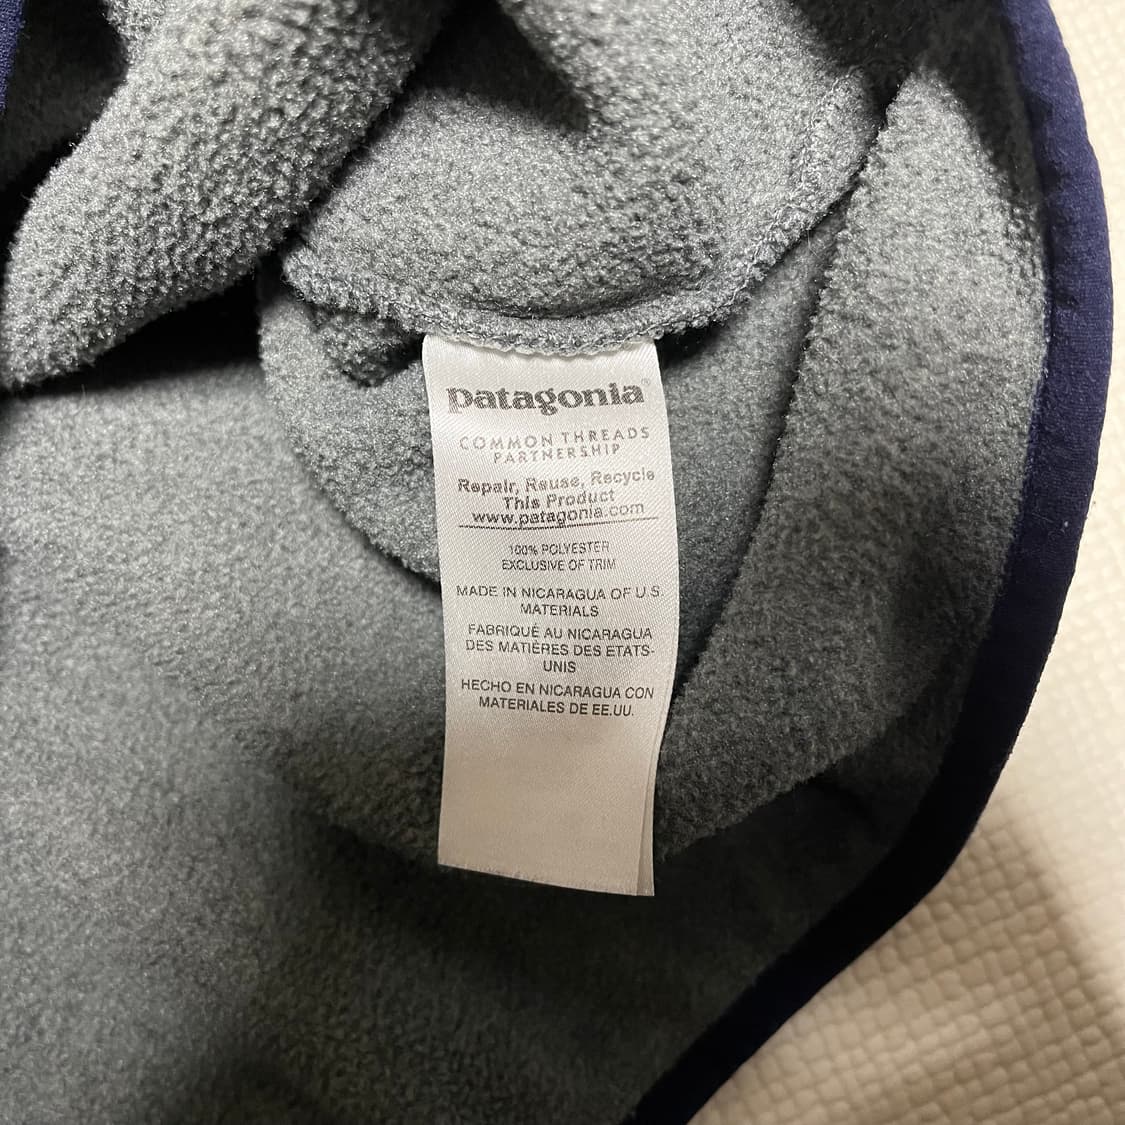 patagonia®
COMMON THREADS
PARTNERSHIP
Repair, Reuse, Recycle
This Product
www.patagonia.com
100% POLYESTER
EXCLUSIVE OF TRIM
MADE IN NICARAGUA OF U.S.
MATERIALS
FABRIQUÉ AU NICARAGUA
DES MATIÈRES DES ETATS-
UNIS
HECHO EN NICARAGUA CON
MATERIALES DE EE.UU.